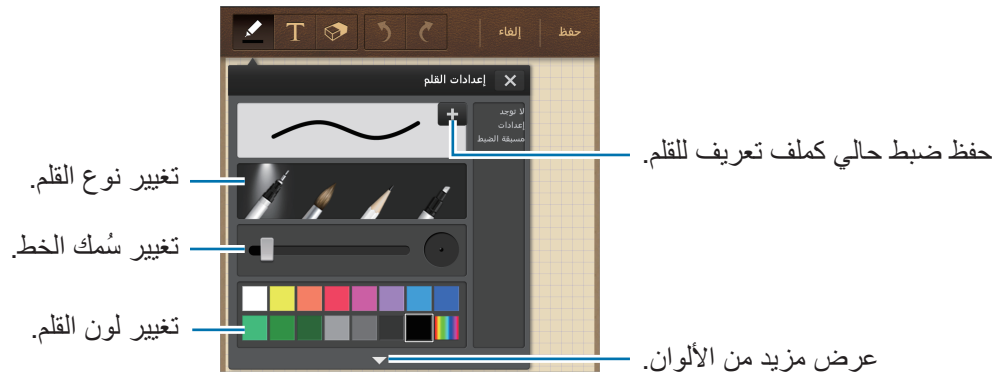 حفظ
إلغاء
T
إعدادات القلم
لا توجد
إعدادات
مسبقة الضبط
حفظ ضبط حالي كملف تعريف للقلم.
تغيير نوع القلم.
تغيير سُمك الخط.
تغيير لون القلم.
عرض مزيد من الألوان.